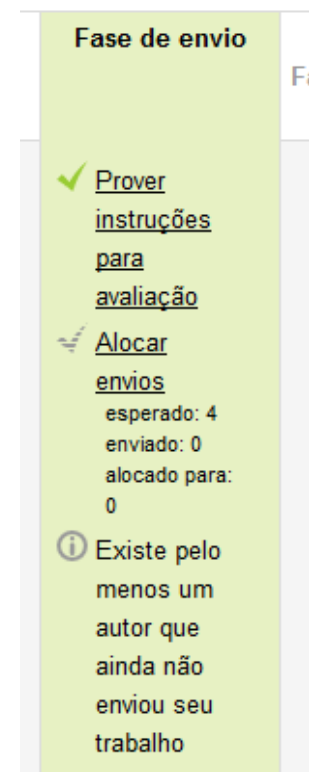 Fase de envio
Prover
instruções
para
avaliação
Alocar
envios
esperado: 4
enviado: 0
alocado para:
0
Existe pelo
menos um
autor que
ainda não
enviou seu
trabalho